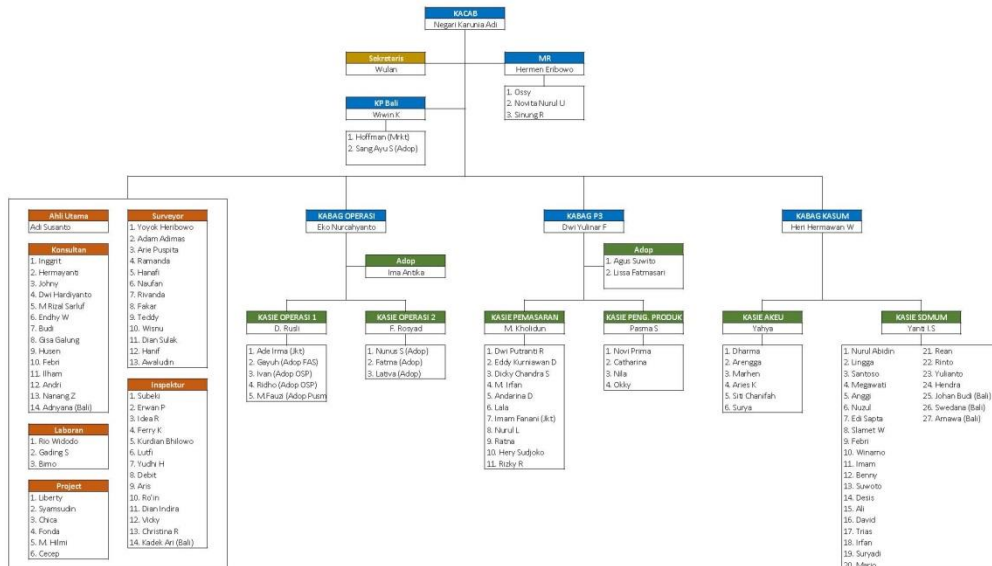 KACAB
Negari Karunia Adi
Sekretaris
Wulan
MR
Hermen Eribowo
1. Ossy
2. Novita Nurul U
3. Sinung R
KP Bali
Wiwin K
1. Hoffman (Mrkt)
2. Sang Ayu S (Adop)
Ahli Utama
Adi Susanto
Konsultan
1. Inggrit
2. Hermayanti
3. Johny
4. Dwi Hardiyanto
5. M Rizal Sarluf
6. Endhy W
7. Budi
8. Gisa Galung
9. Husen
10. Febri
11. Ilham
12. Andri
13. Nanang Z
14. Adnyana (Bali)
Laboran
1. Rio Widodo
2. Gading S
3. Bimo
Project
1. Liberty
2. Syamsudin
3. Chica
4. Fonda
5. M. Hilmi
6. Cecep
Surveyor
1. Yoyok Heribowo
2. Adam Adimas
3. Arie Puspita
4. Ramanda
5. Hanafi
6. Naufan
7. Rivanda
8. Fakar
9. Teddy
10. Wisnu
11. Dian Sulak
12. Hanif
13. Awaludin
Inspektur
1. Subeki
2. Erwan P
3. Idea R
4. Ferry K
5. Kurdian Bhilowo
6. Lutfi
7. Yudhi H
8. Debit
9. Aris
10. Ro'in
11. Dian Indira
12. Vicky
13. Christina R
14. Kadek Ari (Bali)
KABAG OPERASI
Eko Nurcahyanto
Adop
Ima Antika
KASIE OPERASI 1
D. Rusli
1. Ade Irma (Jkt)
2. Gayuh (Adop FAS)
3. Ivan (Adop OSP)
4. Ridho (Adop OSP)
5. M.Fauzi (Adop Pusm
KASIE OPERASI 2
F. Rosyad
1. Nunus S (Adop)
2. Fatma (Adop)
3. Lativa (Adop)
KABAG P3
Dwi Yulinar F
Adop
1. Agus Suwito
2. Lissa Fatmasari
KASIE PEMASARAN
M. Kholidun
1. Dwi Putranti R
2. Eddy Kurniawan D
3. Dicky Chandra S
4. M. Irfan
5. Andarina D
6. Lala
7. Imam Fanani (Jkt)
8. Nurul L
9. Ratna
10. Hery Sudjoko
11. Rizky R
KASIE PENG. PRODUK
Pasma S
1. Novi Prima
2. Catharina
3. Nila
4. Okky
KABAG KASUM
Heri Hermawan W
KASIE AKEU
Yahya
1. Dharma
2. Arengga
3. Marhen
4. Aries K
5. Siti Chanifah
6. Surya
KASIE SDMUM
Yanti I.S
1. Nurul Abidin
2. Lingga
3. Santoso
4. Megawati
5. Anggi
6. Nuzul
7. Edi Sapta
8. Slamet W
9. Febri
10. Winarno
11. Imam
12. Benny
13. Suwoto
14. Desis
15. Ali
16. David
17. Trias
18. Irfan
19. Suryadi
20. Mario
21. Rean
22. Rinto
23. Yulianto
24. Hendra
25. Johan Budi (Bali)
26. Swedana (Bali)
27. Arnawa (Bali)